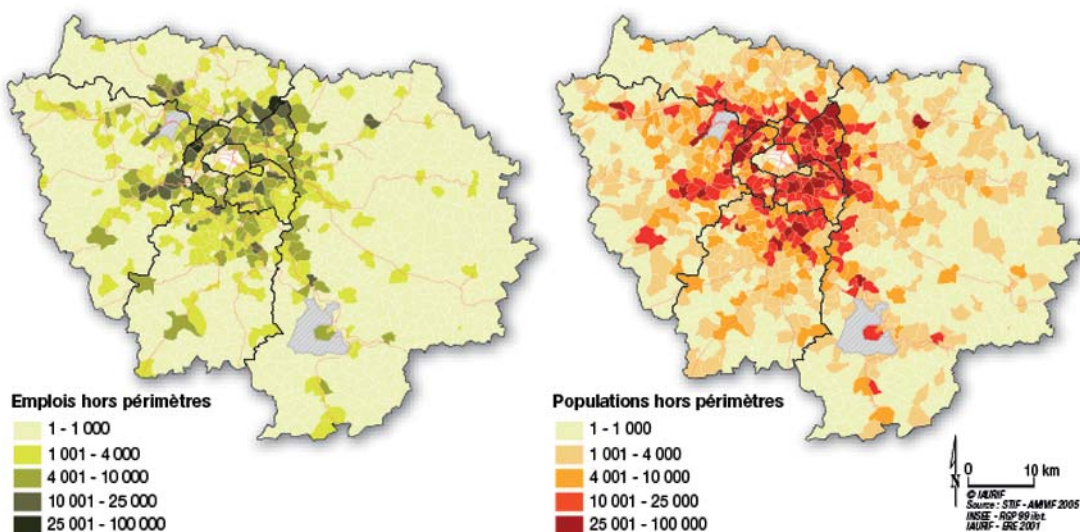 Emplois hors périmètres
1 - 1 000
1 001 - 4 000
4 001 - 10 000
10 001 - 25 000
25 001 - 100 000
Populations hors périmètres
1 - 1 000
1 001 - 4 000
4 001 - 10 000
10 001 - 25 000
25 001 - 100 000
N
0 10 km
© IAURIF
Source : STIF - AMIVIF 2005
INSEE - RGP 99 îlot.
IAURIF - ERE 2001